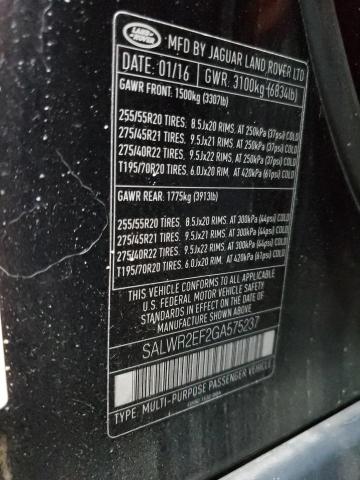 LAND-
ROVER
MFD BY JAGUAR LAND ROVER LTD
DATE: 01/16 GWR: 3100kg (6834lb)
GAWR FRONT: 1500kg (3307lb)
255/55R20 TIRES. 8.5Jx20 RIMS. AT 250kPa (37psi) COLD
275/45R21 TIRES. 9.5Jx21 RIMS. AT 250kPa (37psi) COLD
275/40R22 TIRES. 9.5Jx22 RIMS. AT 250kPa (37psi) COLD
T195/70R20 TIRES. 6.0Jx20 RIM. AT 420kPa (61psi) COLD
GAWR REAR: 1775kg (3913lb)
255/55R20 TIRES. 8.5Jx20 RIMS. AT 300kPa (44psi) COLD
275/45R21 TIRES. 9.5Jx21 RIMS. AT 300kPa (44psi) COLD
275/40R22 TIRES. 9.5Jx22 RIMS. AT 300kPa (44psi) COLD
T195/70R20 TIRES. 6.0Jx20 RIM. AT 420kPa (61psi) COLD
THIS VEHICLE CONFORMS TO ALL APPLICABLE
U.S. FEDERAL MOTOR VEHICLE SAFETY
STANDARDS IN EFFECT ON THE DATE OF
MANUFACTURE SHOWN ABOVE.
SALWR2EF2GA575237
TYPE: MULTI-PURPOSE PASSENGER VEHICLE